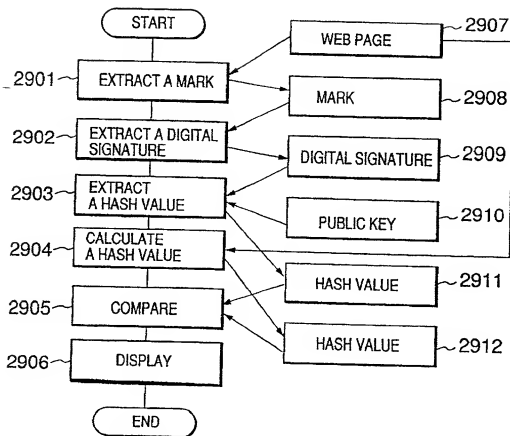 START
2901 EXTRACT A MARK
2902 EXTRACT A DIGITAL
SIGNATURE
2903 EXTRACT
A HASH VALUE
2904 CALCULATE
A HASH VALUE
2905 COMPARE
2906 DISPLAY
END
WEB PAGE 2907
MARK 2908
DIGITAL SIGNATURE 2909
PUBLIC KEY 2910
HASH VALUE 2911
HASH VALUE 2912